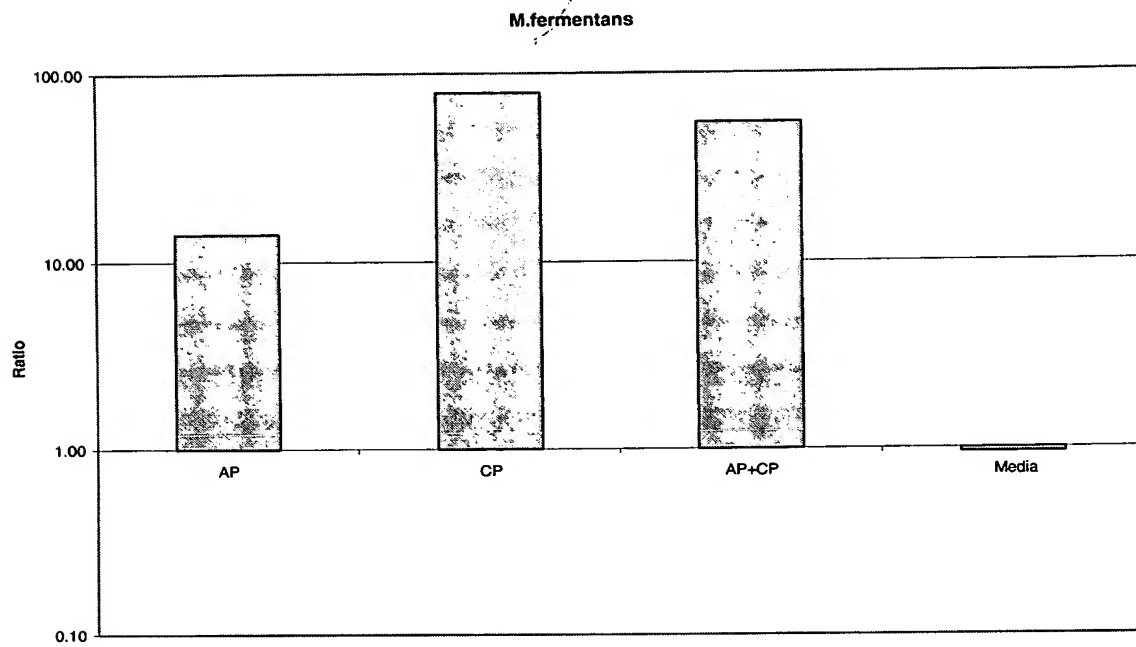 M.fermentans
100.00
10.00
Ratio
1.00
AP
CP
AP+CP
Media
0.10